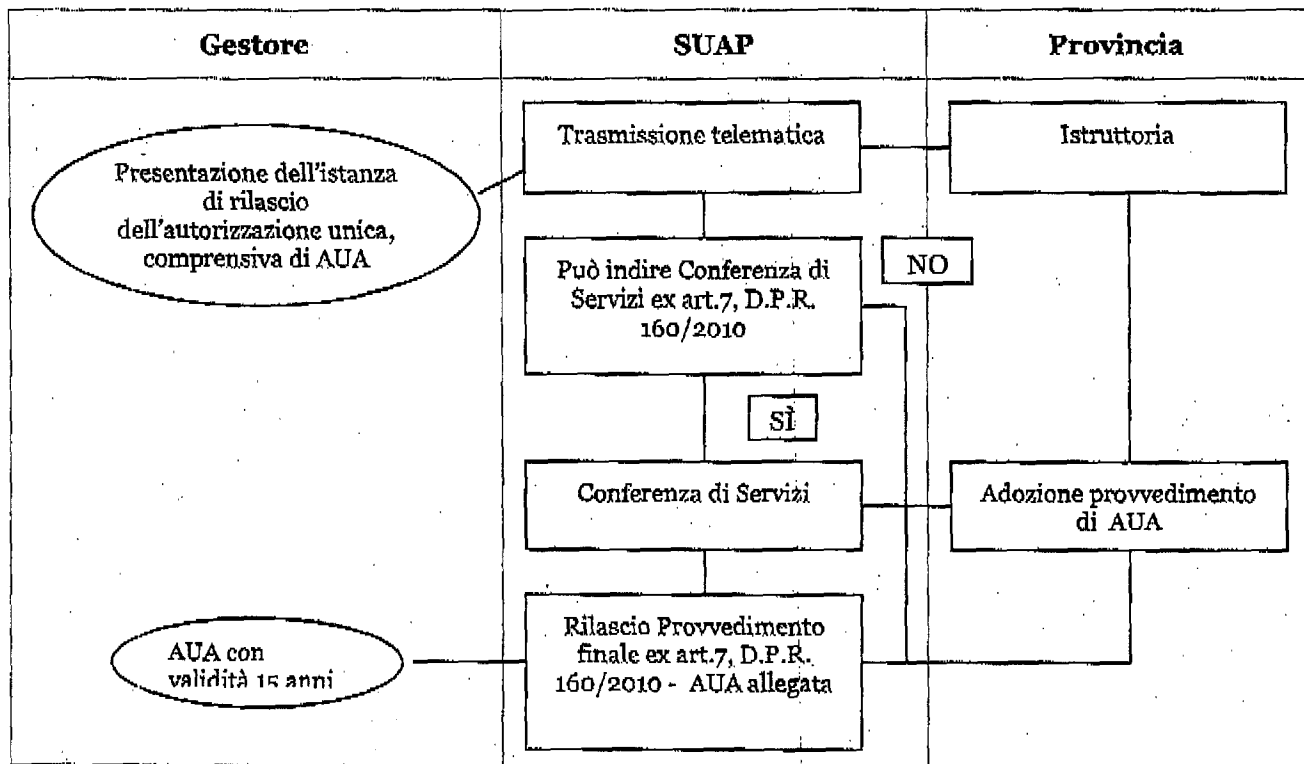 Gestore
SUAP
Provincia
Presentazione dell'istanza
di rilascio
dell'autorizzazione unica,
comprensiva di AUA
Trasmissione telematica
Istruttoria
Può indire Conferenza di
Servizi ex art.7, D.P.R.
160/2010
NO
SÌ
Conferenza di Servizi
Adozione provvedimento
di AUA
AUA con
validità 15 anni
Rilascio Provvedimento
finale ex art.7, D.P.R.
160/2010 - AUA allegata